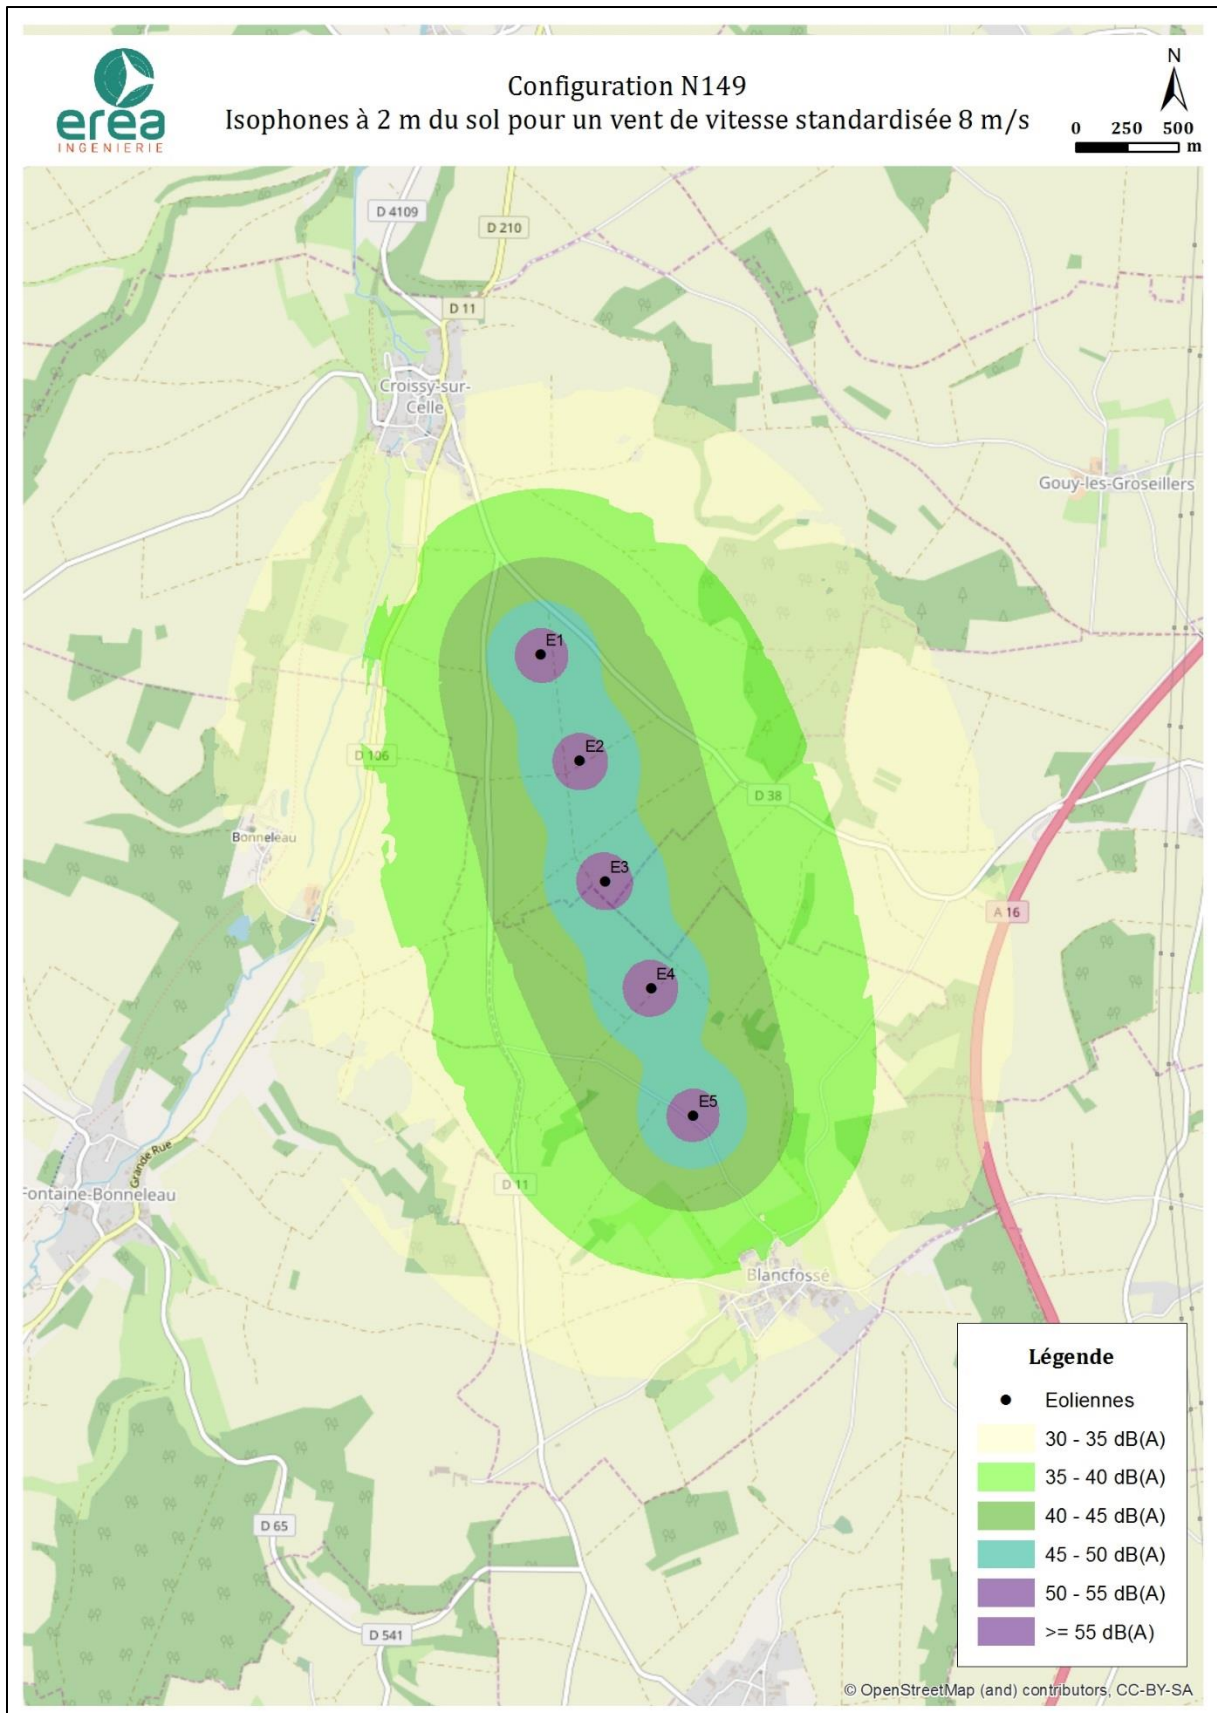 erea
INGENIERIE
Configuration N149
Isophones à 2 m du sol pour un vent de vitesse standardisée 8 m/s
N
0 250 500
m
D 4109
D 210
D 11
Croissy-sur-
Celle
Gouy-les-Groseillers
E1
E2
D 106
D 38
Bonneleau
E3
A 16
E4
E5
Grande Rue
D 11
Fontaine-Bonneleau
Blancfossé
Légende
Eoliennes
30 - 35 dB(A)
35 - 40 dB(A)
40 - 45 dB(A)
45 - 50 dB(A)
50 - 55 dB(A)
>= 55 dB(A)
D 65
D 541
© OpenStreetMap (and) contributors, CC-BY-SA